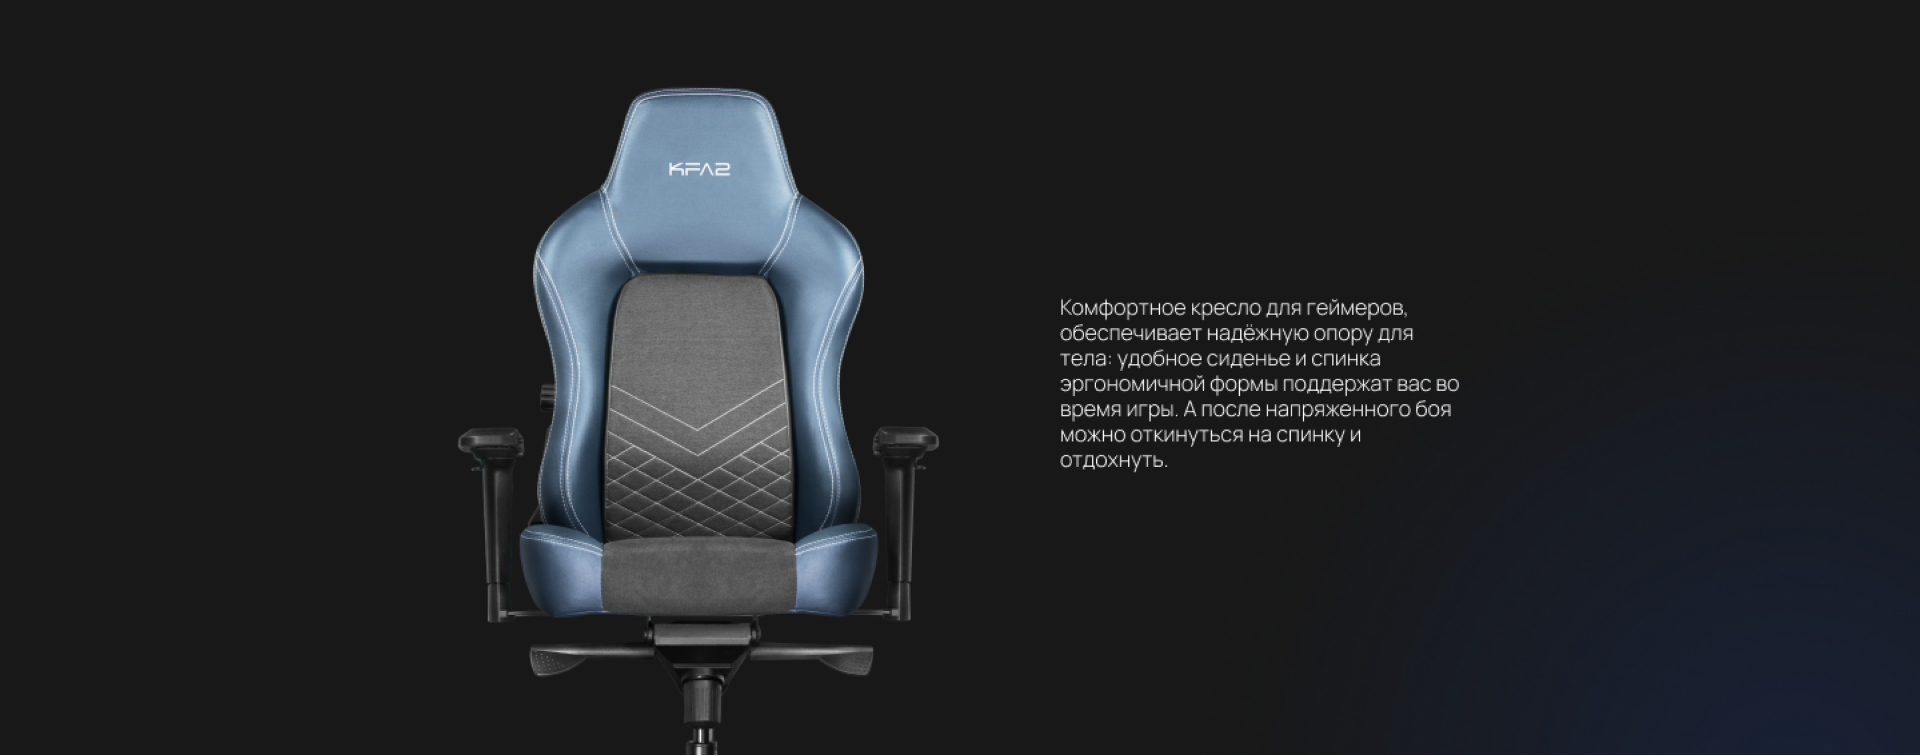 KFA2
Комфортное кресло для геймеров,
обеспечивает надёжную опору для
тела: удобное сиденье и спинка
эргономичной формы поддержат вас во
время игры. А после напряженного боя
можно откинуться на спинку и
отдохнуть.